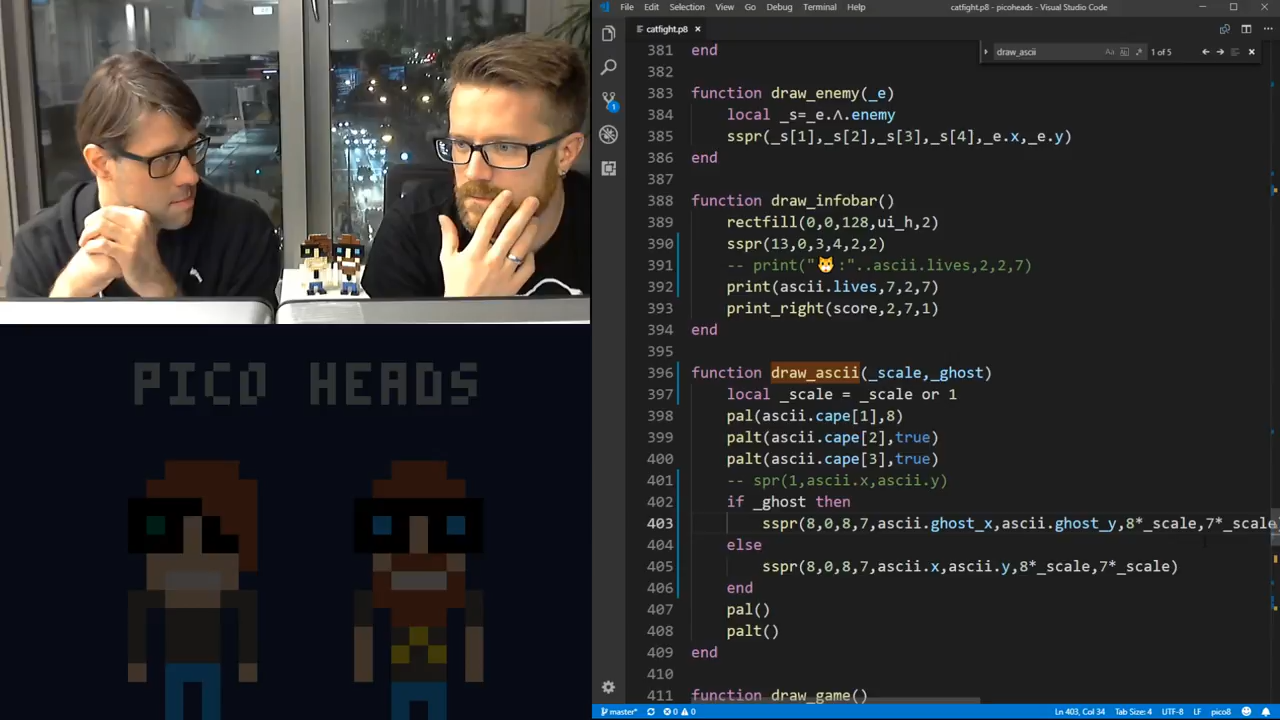 File Edit Selection View Go Debug Terminal Help
catfight.p8 - picoheads - Visual Studio Code
catfight.p8
draw_ascii
Aa
1 of 5
381 end
382
383 function draw_enemy(_e)
384 local _s=_e.^.enemy
385 sspr(_s[1],_s[2],_s[3],_s[4],_e.x,_e.y)
386 end
387
388 function draw_infobar()
389 rectfill(0,0,128,ui_h,2)
390 sspr(13,0,3,4,2,2)
391 -- print("🐱:"..ascii.lives,2,2,7)
392 print(ascii.lives,7,2,7)
393 print_right(score,2,7,1)
394 end
395
396 function draw_ascii(_scale,_ghost)
397 local _scale = _scale or 1
398 pal(ascii.cape[1],8)
399 palt(ascii.cape[2],true)
400 palt(ascii.cape[3],true)
401 -- spr(1,ascii.x,ascii.y)
402 if _ghost then
403 sspr(8,0,8,7,ascii.ghost_x,ascii.ghost_y,8*_scale,7*_scale)
404 else
405 sspr(8,0,8,7,ascii.x,ascii.y,8*_scale,7*_scale)
406 end
407 pal()
408 palt()
409 end
410
411 function draw_game()
PICO HEADS
master* 0 0
Ln 403, Col 34 Tab Size: 4 UTF-8 LF pico8
1